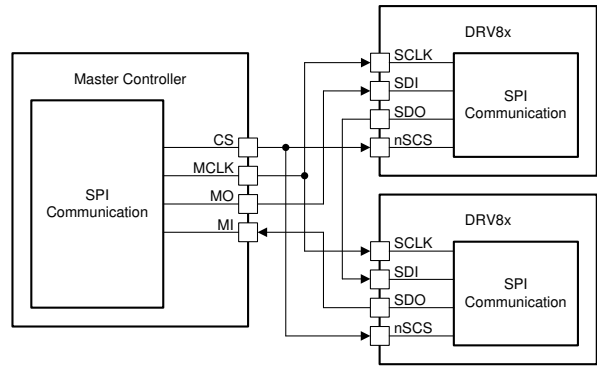 Master Controller
SPI
Communication
CS
MCLK
MO
MI
DRV8x
SCLK
SDI
SDO
nSCS
SPI
Communication
DRV8x
SCLK
SDI
SDO
nSCS
SPI
Communication